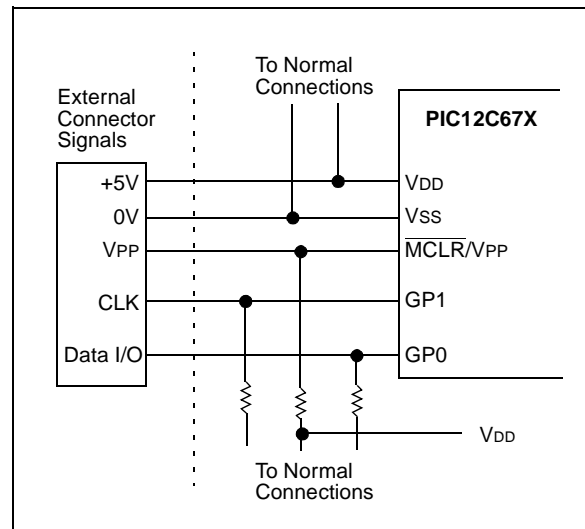 To Normal
Connections
External
Connector
Signals
PIC12C67X
+5V
VDD
0V
VSS
VPP
MCLR/VPP
CLK
GP1
Data I/O
GP0
VDD
To Normal
Connections